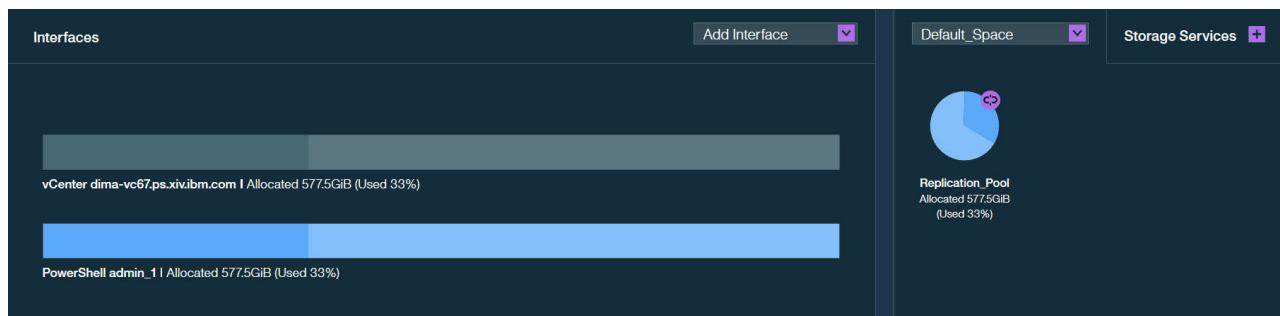 Interfaces
Add Interface
Default_Space
Storage Services
Replication_Pool
Allocated 577.5GiB
(Used 33%)
vCenter dima-vc67.ps.xiv.ibm.com I Allocated 577.5GiB (Used 33%)
PowerShell admin_1 I Allocated 577.5GiB (Used 33%)